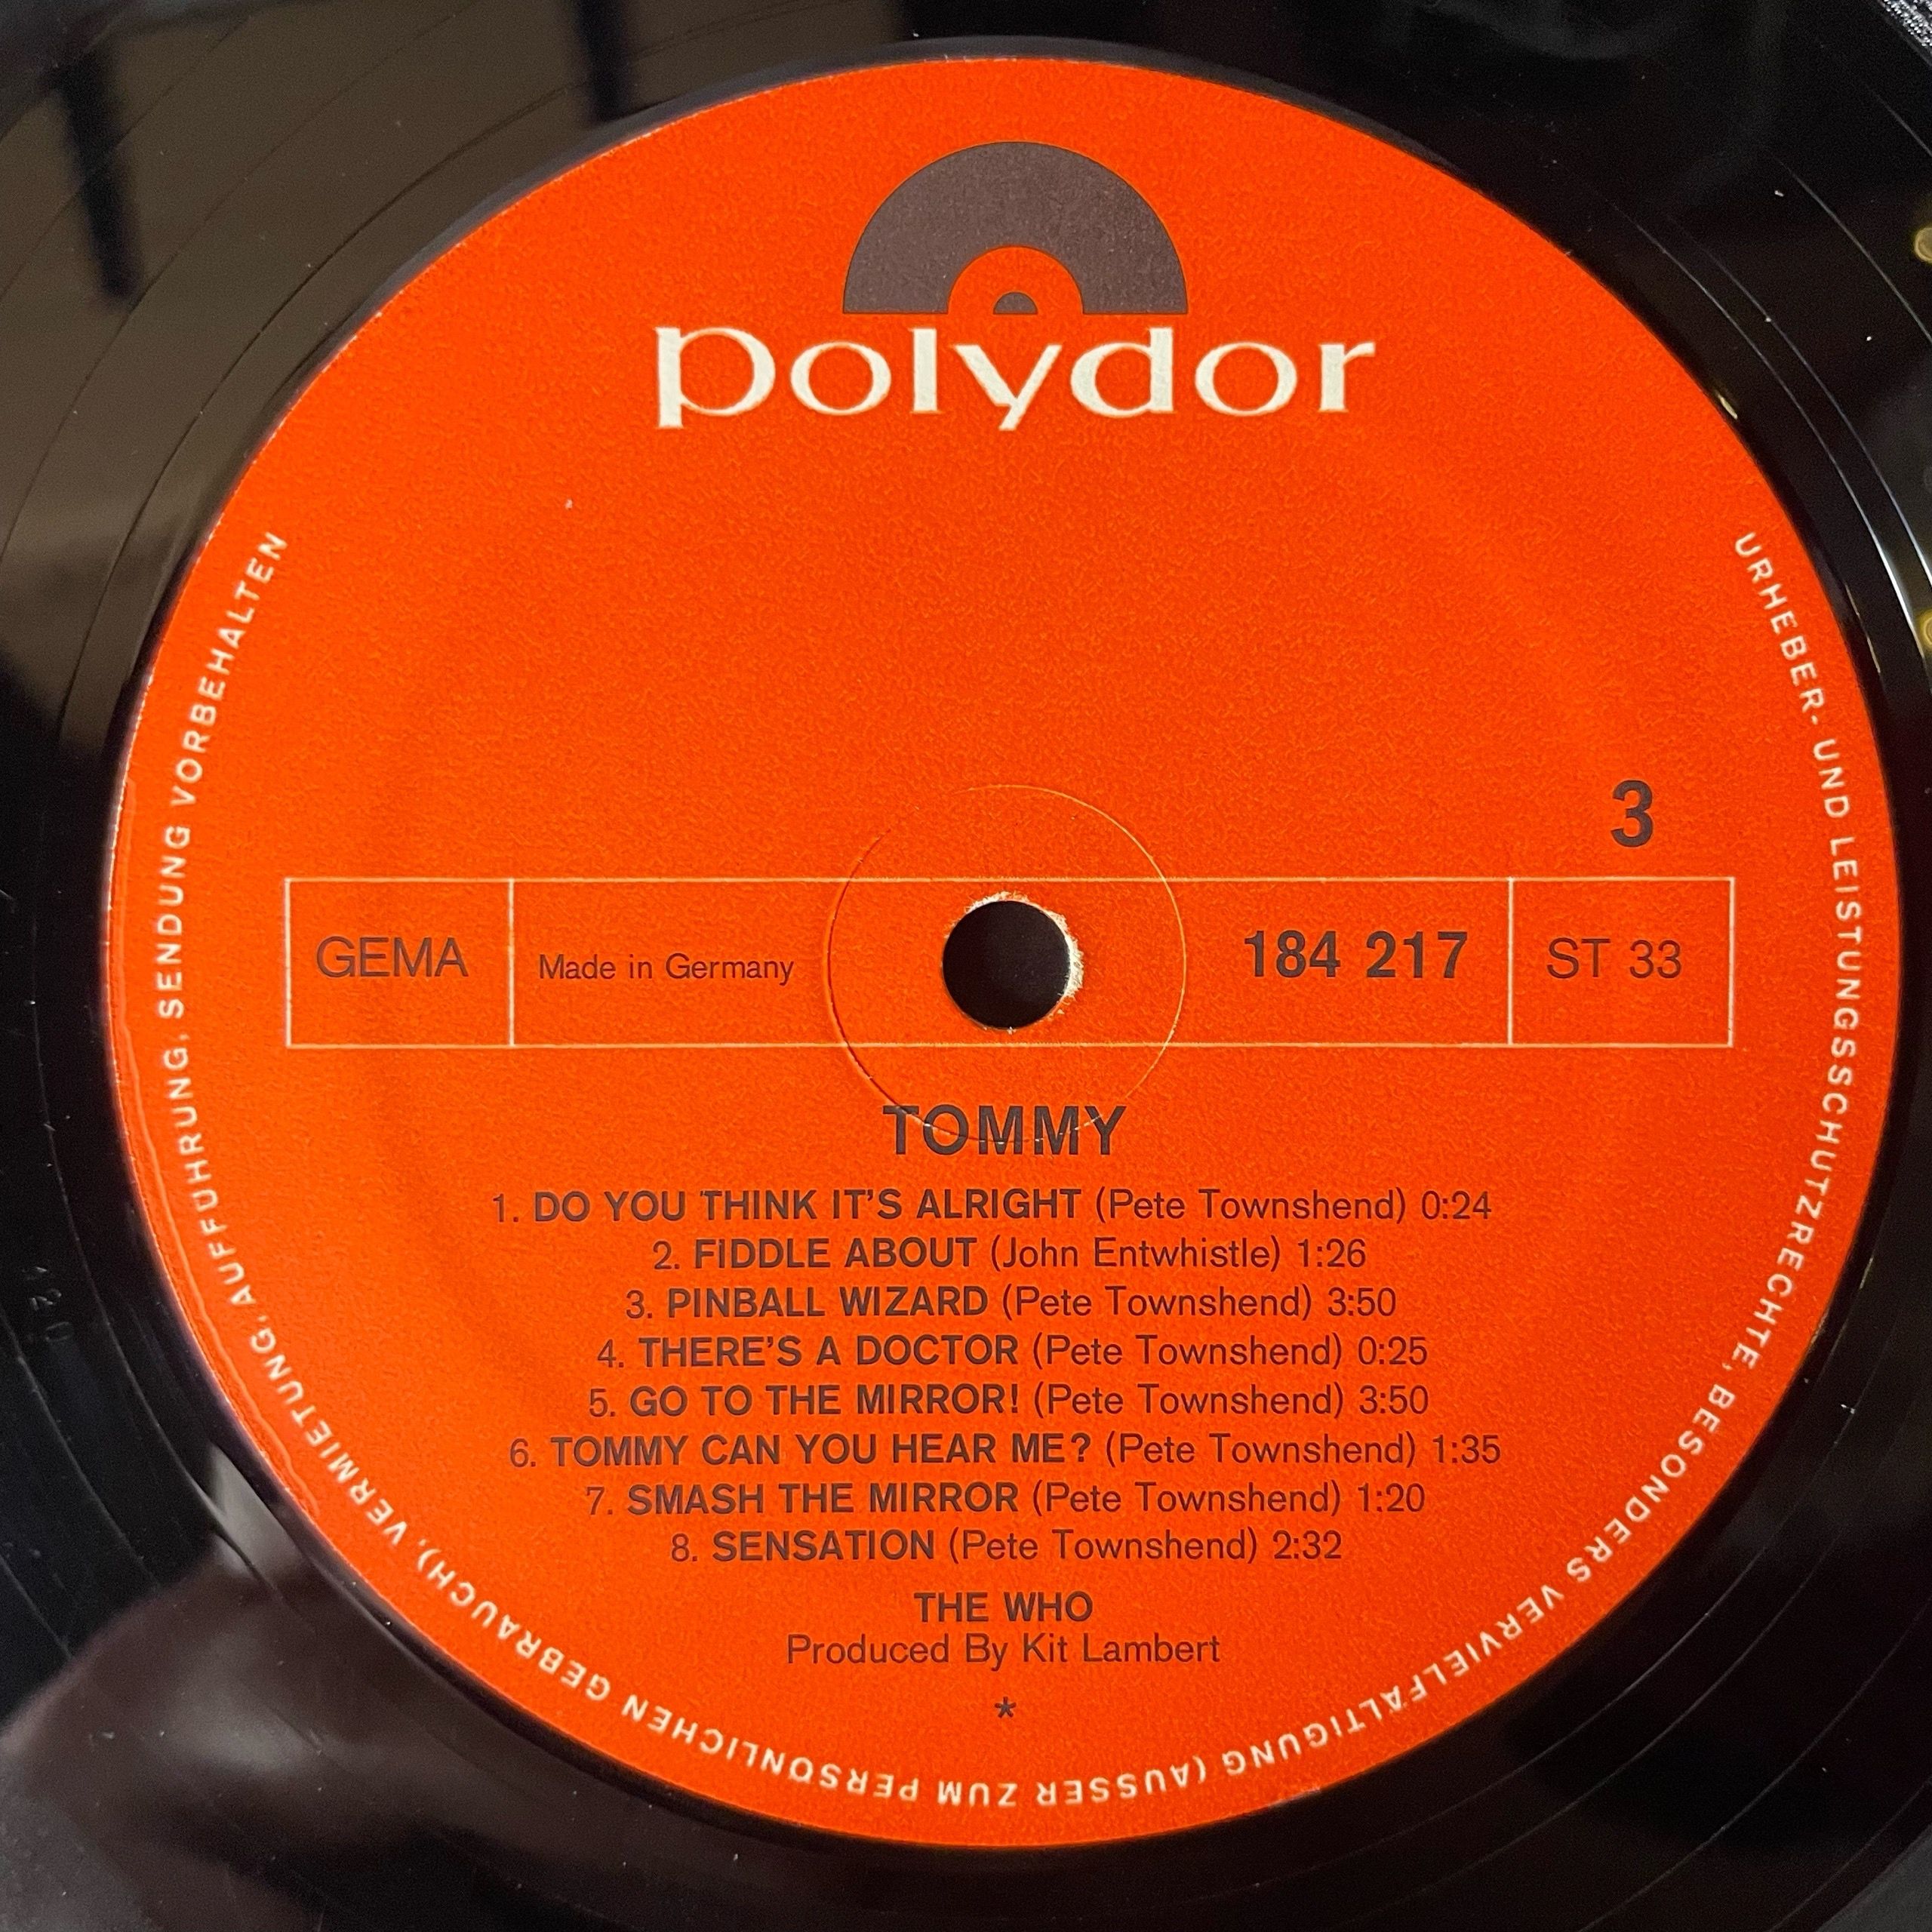 polydor
3
GEMA
Made in Germany
184 217
ST 33
TOMMY
1. DO YOU THINK IT'S ALRIGHT (Pete Townshend) 0:24
2. FIDDLE ABOUT (John Entwhistle) 1:26
3. PINBALL WIZARD (Pete Townshend) 3:50
4. THERE'S A DOCTOR (Pete Townshend) 0:25
5. GO TO THE MIRROR! (Pete Townshend) 3:50
6. TOMMY CAN YOU HEAR ME? (Pete Townshend) 1:35
7. SMASH THE MIRROR (Pete Townshend) 1:20
8. SENSATION (Pete Townshend) 2:32
THE WHO
Produced By Kit Lambert
*
URHEBER- UND LEISTUNGSSCHUTZRECHTE, BESONDERS VERVIELFÄLTIGUNG (AUSSER ZUM PERSÖNLICHEN GEBRAUCH), VERMIETUNG, AUFFÜHRUNG, SENDUNG VORBEHALTEN